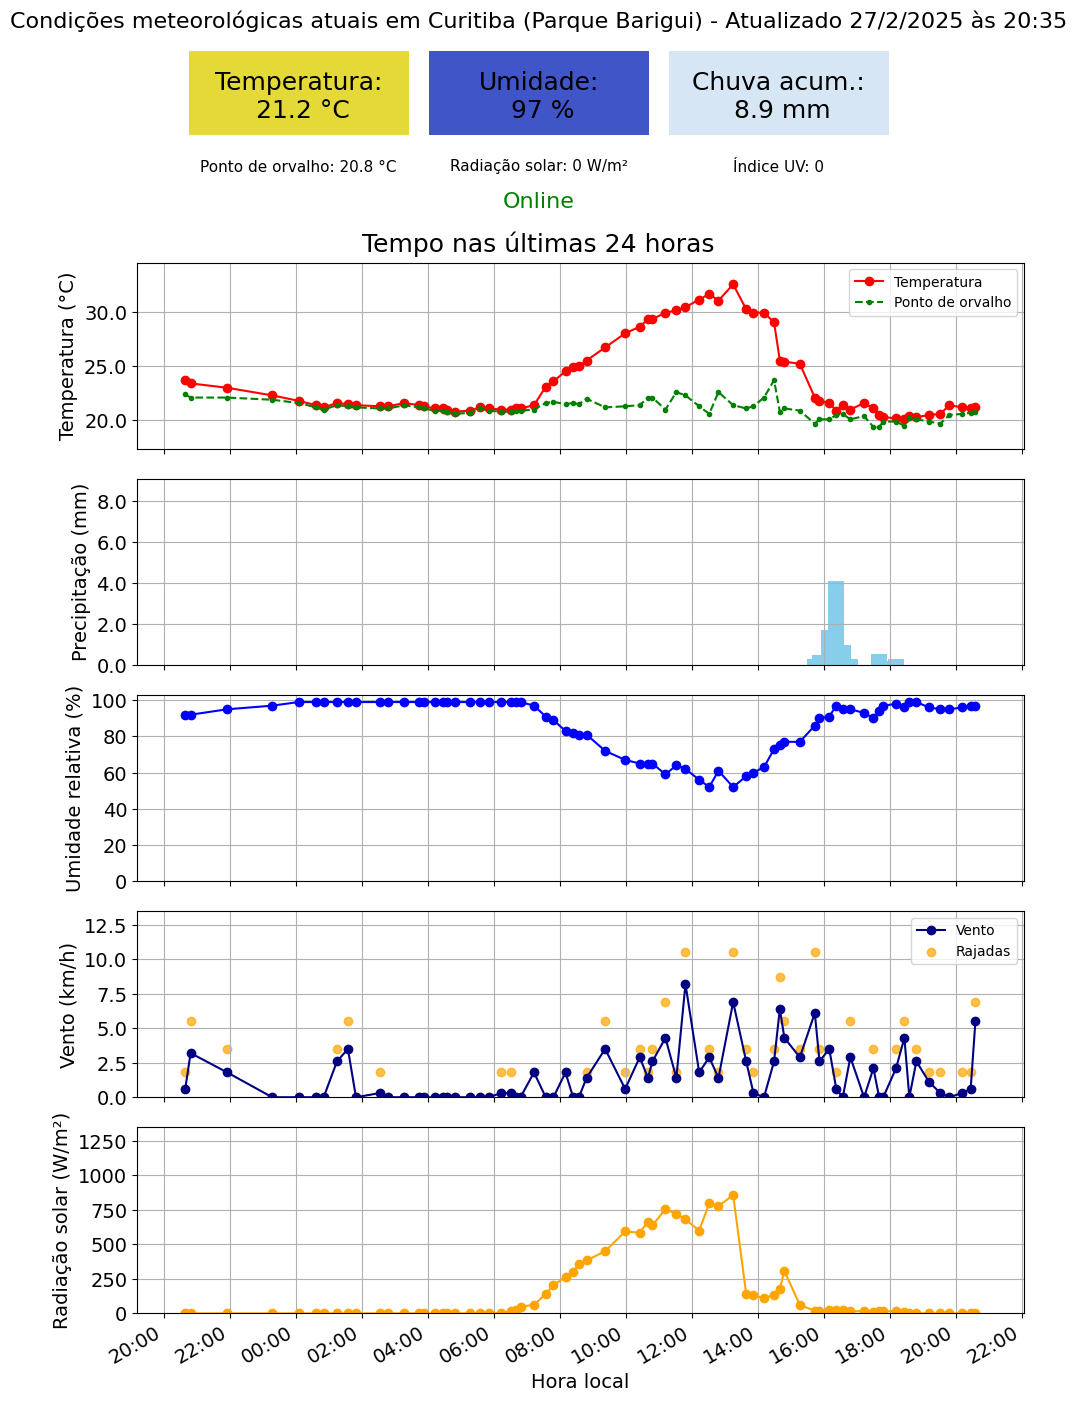 Condições meteorológicas atuais em Curitiba (Parque Barigui) - Atualizado 27/2/2025 às 20:35
Temperatura:
21.2 °C
Umidade:
97 %
Chuva acum.:
8.9 mm
Ponto de orvalho: 20.8 °C
Radiação solar: 0 W/m²
Índice UV: 0
Online
Tempo nas últimas 24 horas
Temperatura (°C)
30.0
25.0
20.0
Temperatura
Ponto de orvalho
Precipitação (mm)
8.0
6.0
4.0
2.0
0.0
Umidade relativa (%)
100
80
60
40
20
0
Vento (km/h)
12.5
10.0
7.5
5.0
2.5
0.0
Vento
Rajadas
Radiação solar (W/m²)
1250
1000
750
500
250
0
20:00 22:00 00:00 02:00 04:00 06:00 08:00 10:00 12:00 14:00 16:00 18:00 20:00 22:00
Hora local